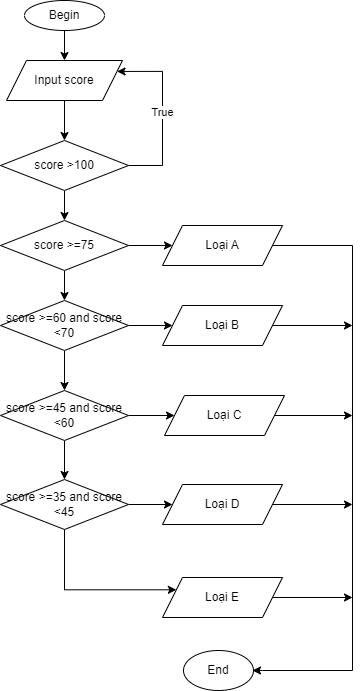 Begin
Input score
True
score >100
score >=75
Loại A
score >=60 and score
<70
Loại B
score >=45 and score
<60
Loại C
score >=35 and score
<45
Loại D
Loại E
End